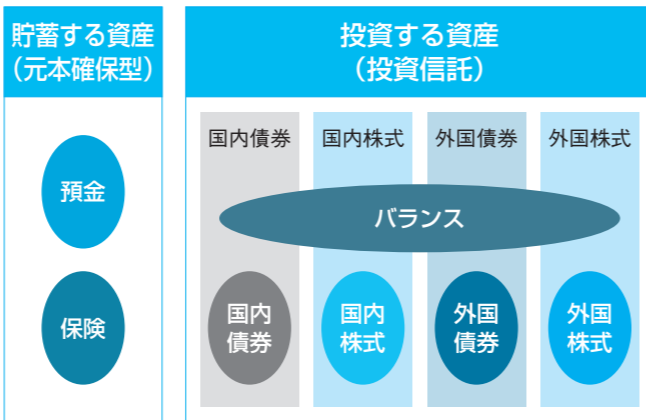 貯蓄する資産
（元本確保型）
預金
保険
投資する資産
（投資信託）
国内債券
国内株式
外国債券
外国株式
バランス
国内
債券
国内
株式
外国
債券
外国
株式